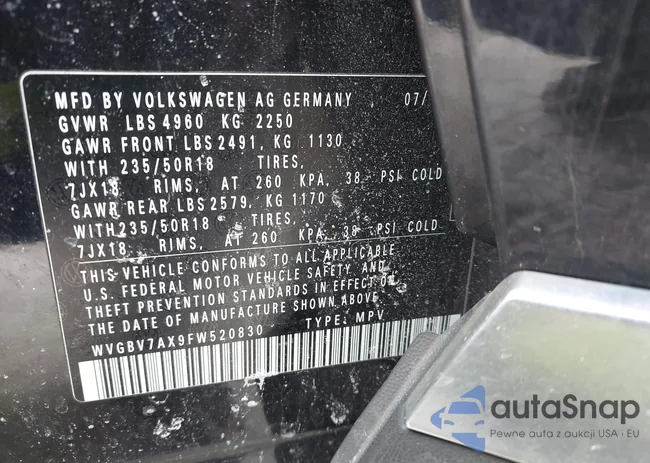 MFD BY VOLKSWAGEN AG GERMANY 07/
GVWR LBS 4960 KG 2250
GAWR FRONT LBS 2491, KG 1130
WITH 235/50R18 TIRES,
7JX18 RIMS, AT 260 KPA, 38 PSI COLD
GAWR REAR LBS 2579, KG 1170
WITH 235/50R18 TIRES,
7JX18 RIMS, AT 260 KPA, 38 PSI COLD
THIS VEHICLE CONFORMS TO ALL APPLICABLE
U.S. FEDERAL MOTOR VEHICLE SAFETY, AND
THEFT PREVENTION STANDARDS IN EFFECT ON
THE DATE OF MANUFACTURE SHOWN ABOVE.
WVGBV7AX9FW520830 TYPE: MPV
autaSnap
Pewne auta z aukcji USA i EU